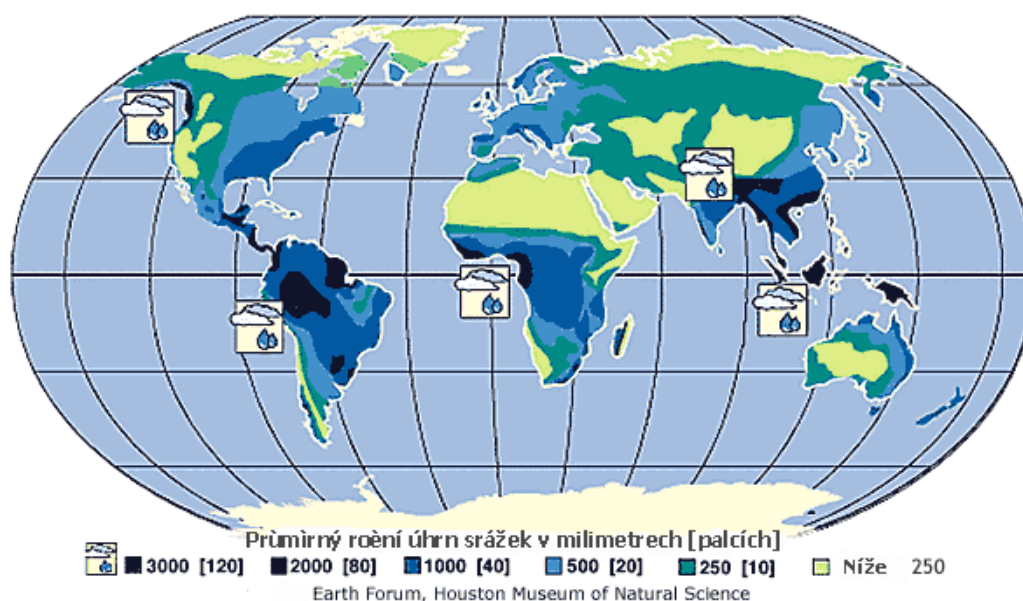 Prùmìrný roèní úhrn srážek v milimetrech [palcích]
3000 [120] 2000 [80] 1000 [40] 500 [20] 250 [10] Níže 250
Earth Forum, Houston Museum of Natural Science